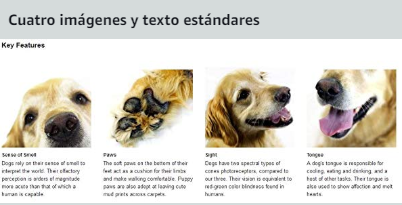 Cuatro imágenes y texto estándares
Key Features
Sense of Smell
Dogs rely on their sense of smell to
interpret the world. Their olfactory
perception is orders of magnitude
more acute than that of which a
human is capable.
Paws
The soft paws on the bottom of their
feet act as a cushion for their limbs
and make walking comfortable. Puppy
paws are also adept at leaving cute
mud prints across carpets.
Sight
Dogs have two spectral types of
cones photoreceptors, compared to
our three. Their vision is equivalent to
red-green color blindness found in
humans.
Tongue
A dog's tongue is responsible for
cooling, eating and drinking, and a
host of other tasks. Their tongue is
also used to show affection and melt
hearts.